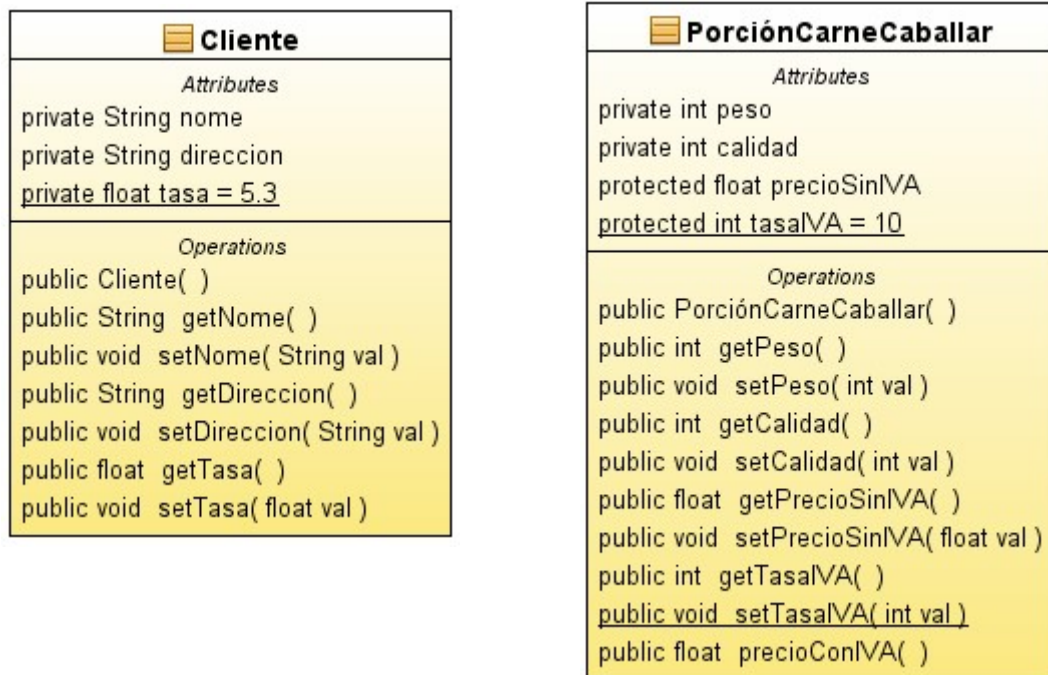 Cliente
Attributes
private String nome
private String direccion
private float tasa = 5.3
Operations
public Cliente( )
public String getNome( )
public void setNome( String val )
public String getDireccion( )
public void setDireccion( String val )
public float getTasa( )
public void setTasa( float val )
PorciónCarneCaballar
Attributes
private int peso
private int calidad
protected float precioSinIVA
protected int tasaIVA = 10
Operations
public PorciónCarneCaballar( )
public int getPeso( )
public void setPeso( int val )
public int getCalidad( )
public void setCalidad( int val )
public float getPrecioSinIVA( )
public void setPrecioSinIVA( float val )
public int getTasaIVA( )
public void setTasaIVA( int val )
public float precioConIVA( )